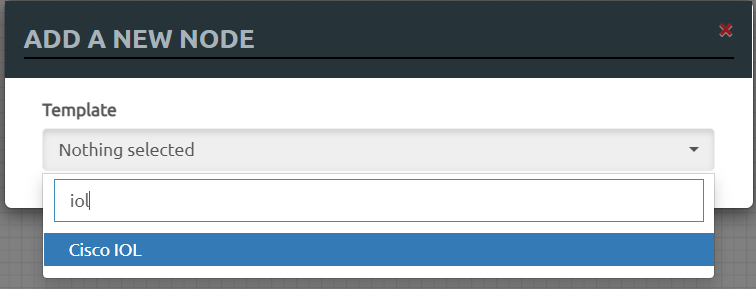 ADD A NEW NODE
Template
Nothing selected
iol
Cisco IOL